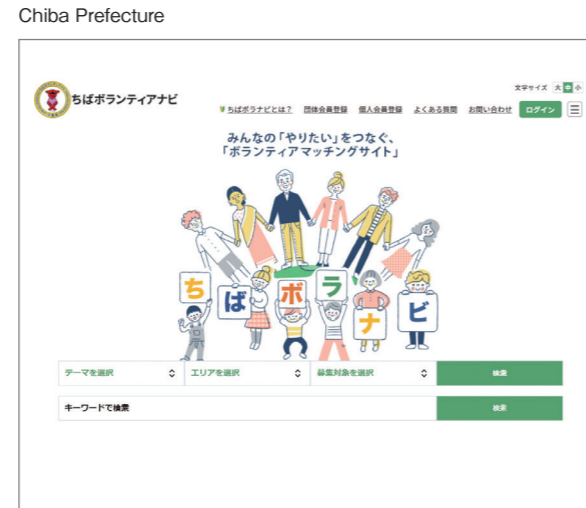 Chiba Prefecture
文字サイズ 大 中 小
ちばボランティアナビ
ちばボラナビとは? 団体会員登録 個人会員登録 よくある質問 お問い合わせ ログイン
みんなの「やりたい」をつなぐ、
「ボランティアマッチングサイト」
ちばボラナビ
テーマを選択 エリアを選択 募集対象を選択 検索
キーワードで検索 検索